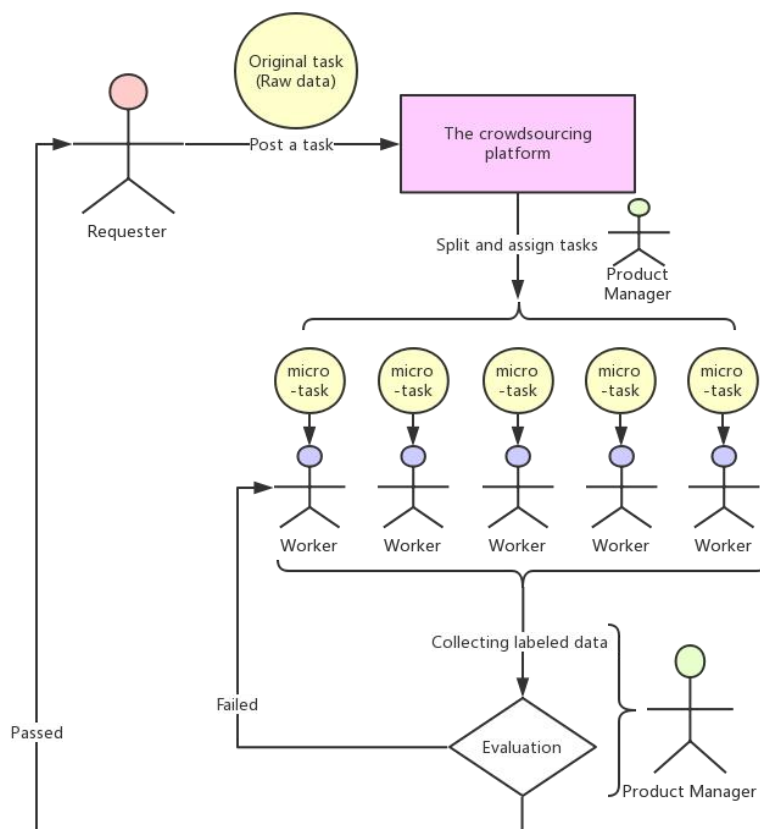 Original task
(Raw data)
Post a task
The crowdsourcing
platform
Requester
Split and assign tasks
Product
Manager
micro
-task
micro
-task
micro
-task
micro
-task
micro
-task
Worker
Worker
Worker
Worker
Worker
Collecting labeled data
Failed
Passed
Evaluation
Product Manager